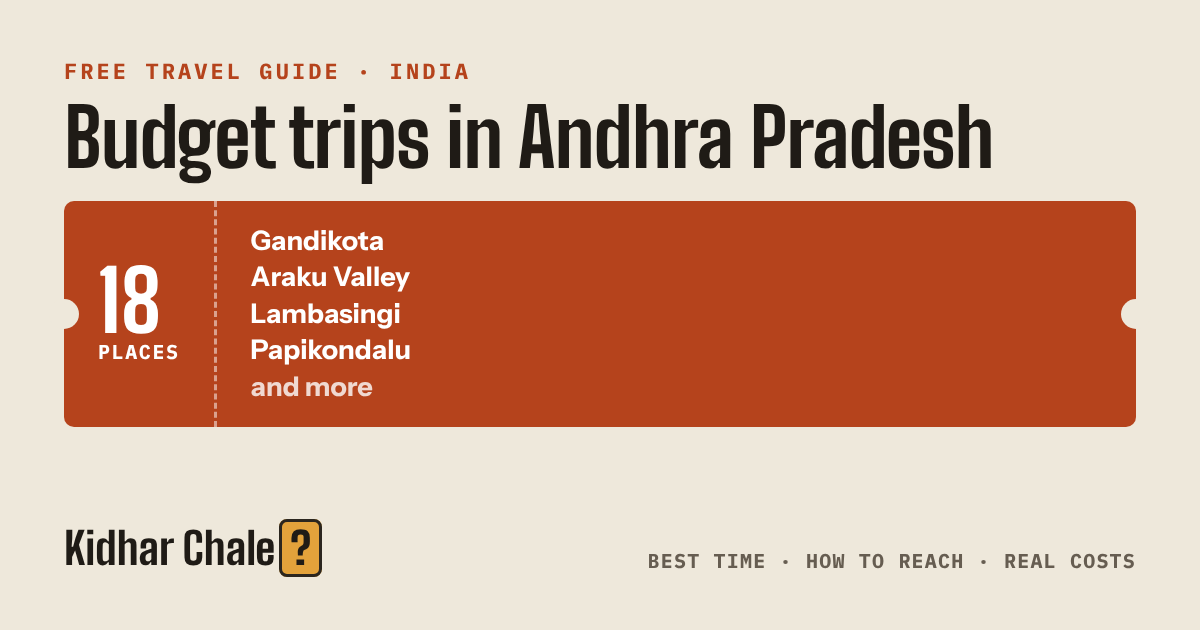 FREE TRAVEL GUIDE · INDIA
Budget trips in Andhra Pradesh
18
PLACES
Gandikota
Araku Valley
Lambasingi
Papikondalu
and more
Kidhar Chale ?
BEST TIME · HOW TO REACH · REAL COSTS